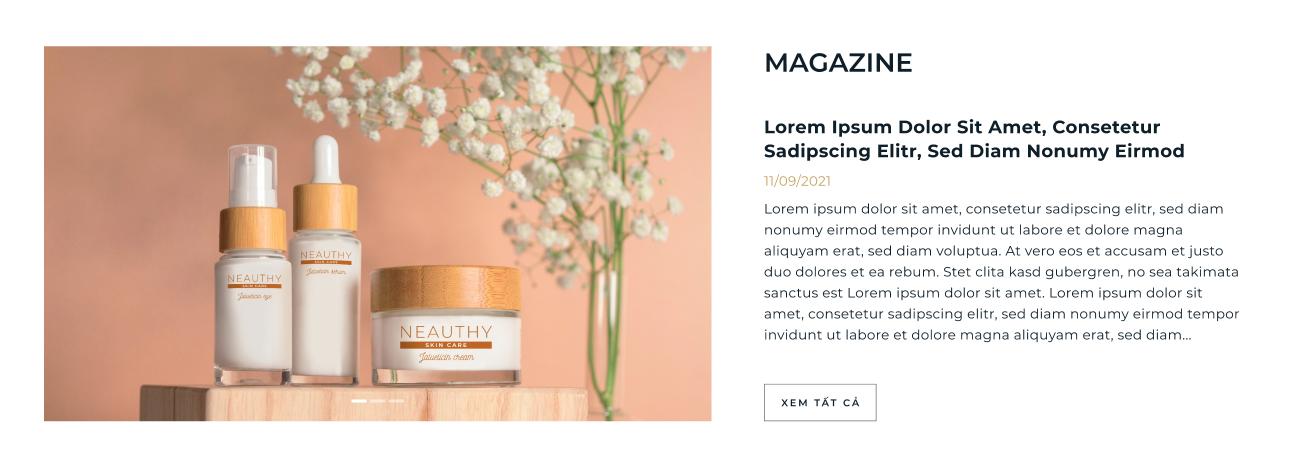 NEAUTHY
SKIN CARE
Jalueicin eye
NEAUTHY
SKIN CARE
Jalueicin serum
NEAUTHY
SKIN CARE
Jalueicin cream
MAGAZINE
Lorem Ipsum Dolor Sit Amet, Consetetur
Sadipscing Elitr, Sed Diam Nonumy Eirmod
11/09/2021
Lorem ipsum dolor sit amet, consetetur sadipscing elitr, sed diam
nonumy eirmod tempor invidunt ut labore et dolore magna
aliquyam erat, sed diam voluptua. At vero eos et accusam et justo
duo dolores et ea rebum. Stet clita kasd gubergren, no sea takimata
sanctus est Lorem ipsum dolor sit amet. Lorem ipsum dolor sit
amet, consetetur sadipscing elitr, sed diam nonumy eirmod tempor
invidunt ut labore et dolore magna aliquyam erat, sed diam...
XEM TẤT CẢ